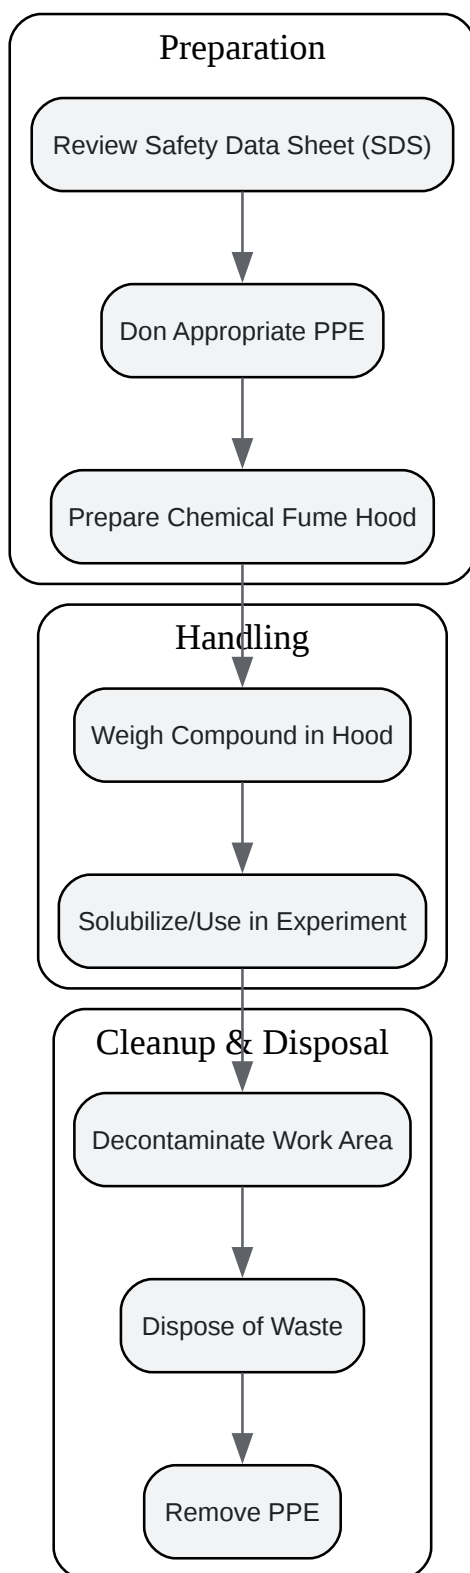 Preparation
Review Safety Data Sheet (SDS)
Don Appropriate PPE
Prepare Chemical Fume Hood
Handling
Weigh Compound in Hood
Solubilize/Use in Experiment
Cleanup & Disposal
Decontaminate Work Area
Dispose of Waste
Remove PPE